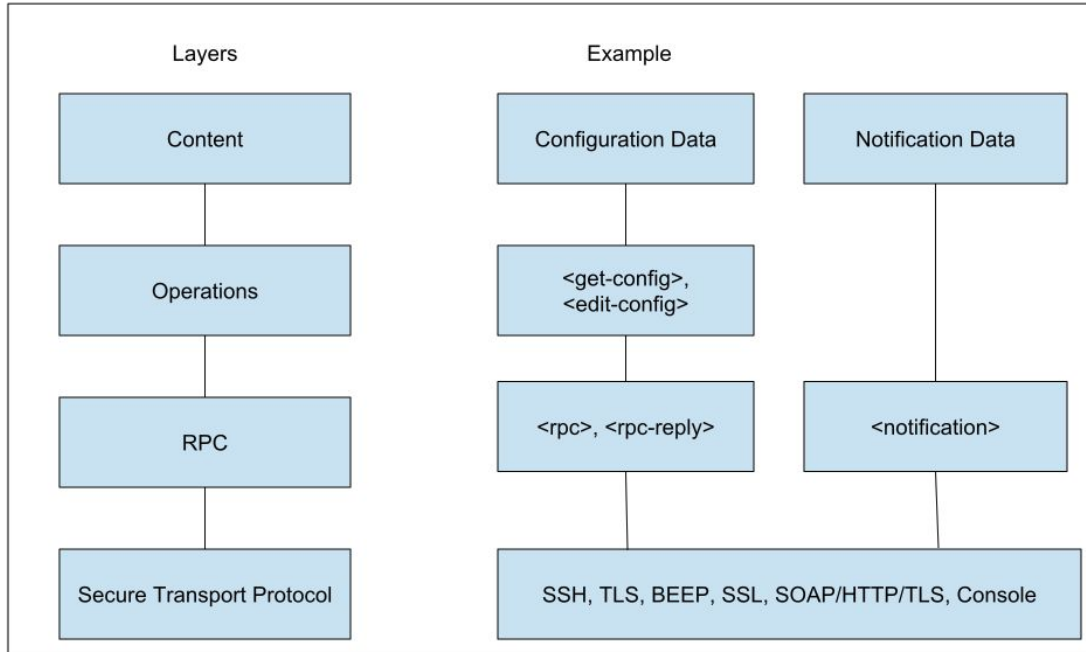 Layers
Example
Content
Configuration Data
Notification Data
Operations
<get-config>,
<edit-config>
RPC
<rpc>, <rpc-reply>
<notification>
Secure Transport Protocol
SSH, TLS, BEEP, SSL, SOAP/HTTP/TLS, Console